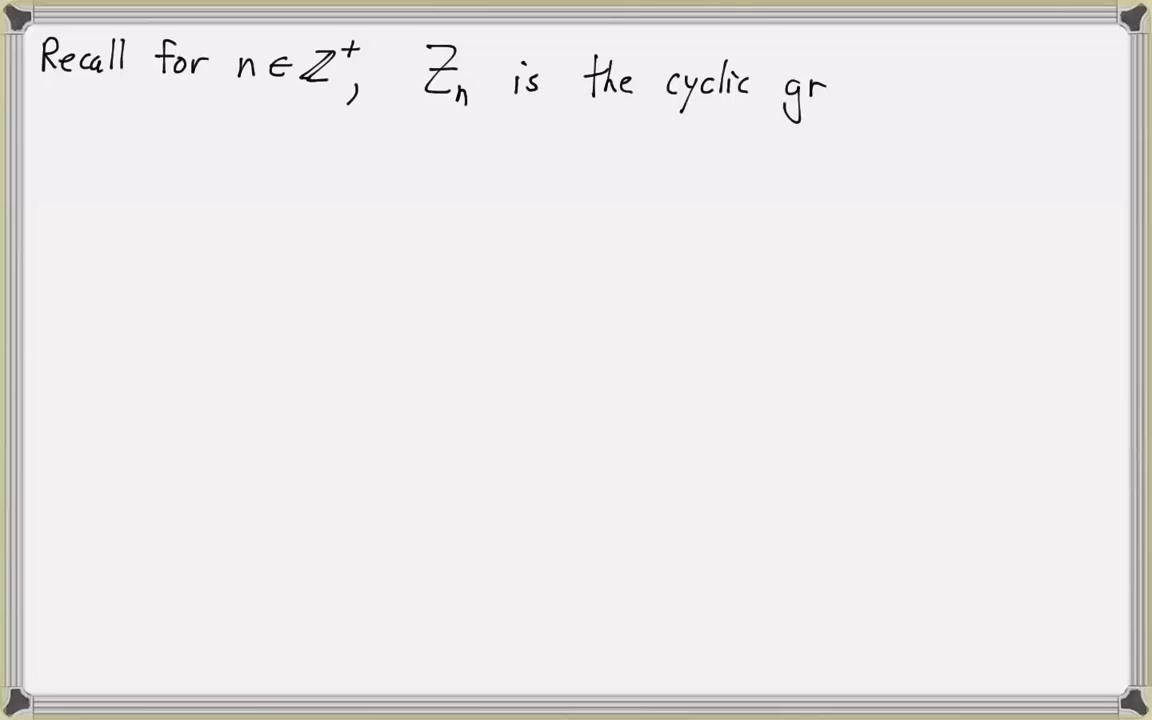 Recall for n ∈ ℤ⁺, Zₙ is the cyclic gr